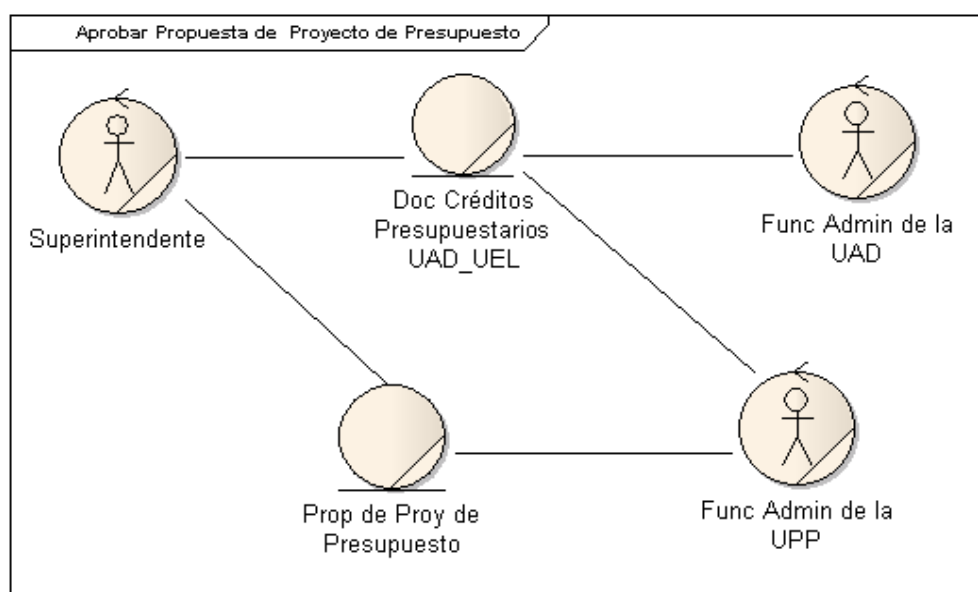 Aprobar Propuesta de Proyecto de Presupuesto
Superintendente
Doc Créditos
Presupuestarios
UAD_UEL
Func Admin de la
UAD
Prop de Proy de
Presupuesto
Func Admin de la
UPP